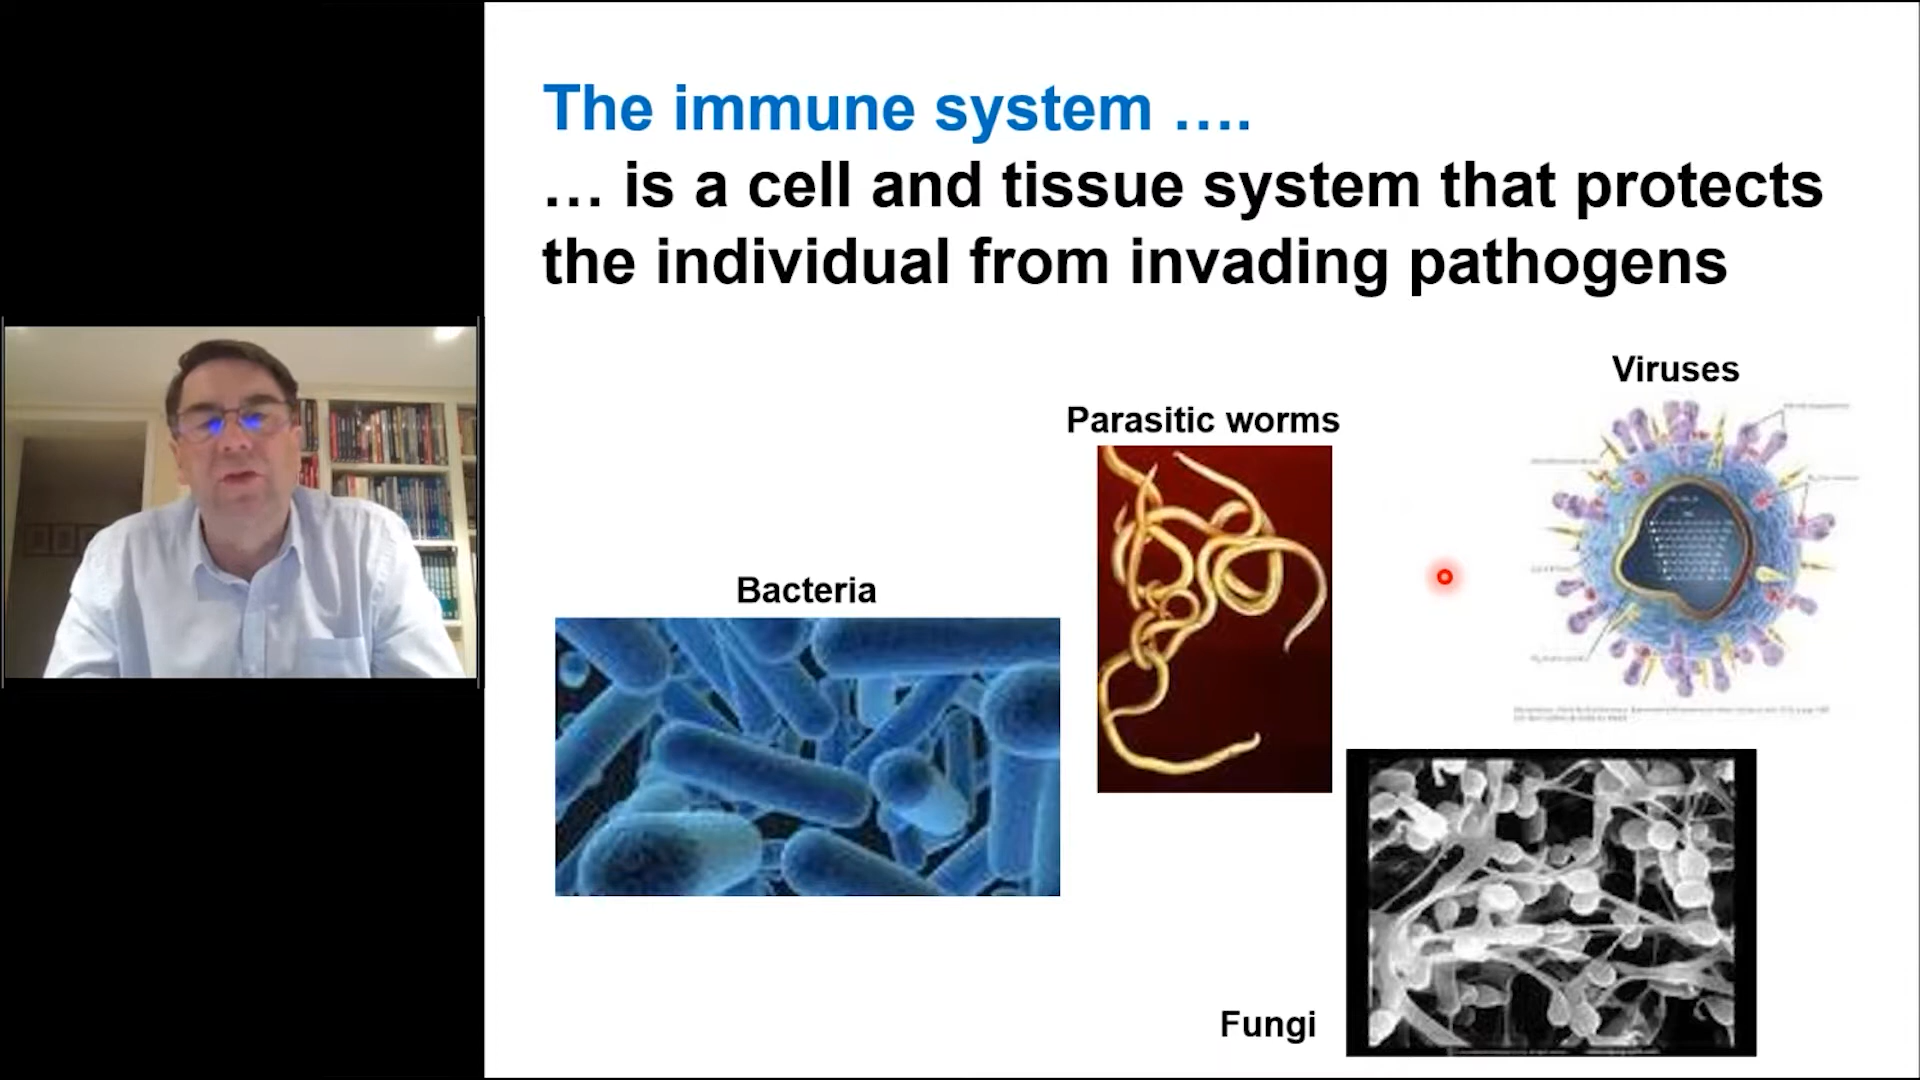 The immune system ....
... is a cell and tissue system that protects
the individual from invading pathogens
Viruses
Parasitic worms
Bacteria
Fungi